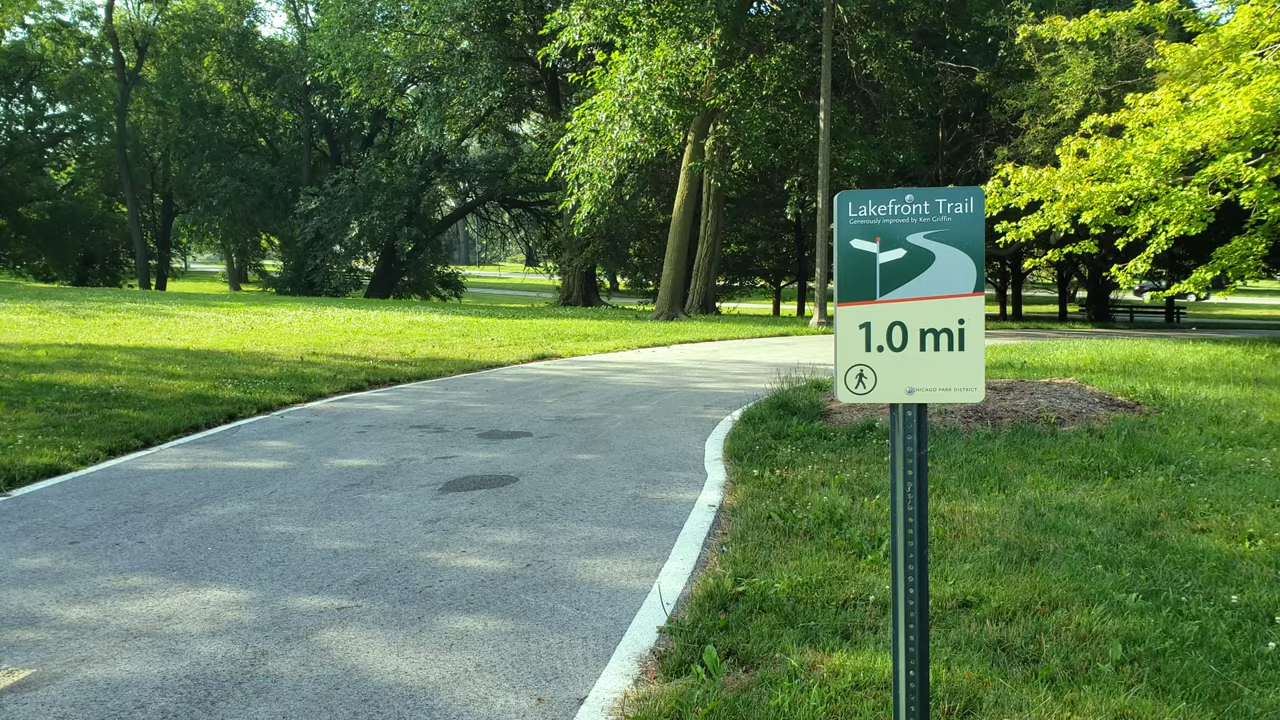 Lakefront Trail
Generously improved by Ken Griffin
1.0 mi
CHICAGO PARK DISTRICT